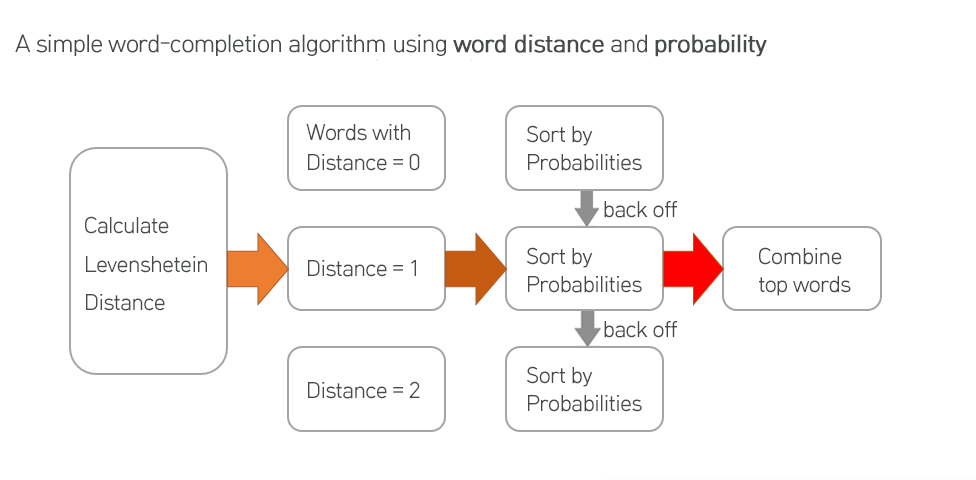 A simple word-completion algorithm using word distance and probability
Calculate
Levenshetein
Distance
Words with
Distance = 0
Distance = 1
Distance = 2
Sort by
Probabilities
back off
Sort by
Probabilities
back off
Sort by
Probabilities
Combine
top words